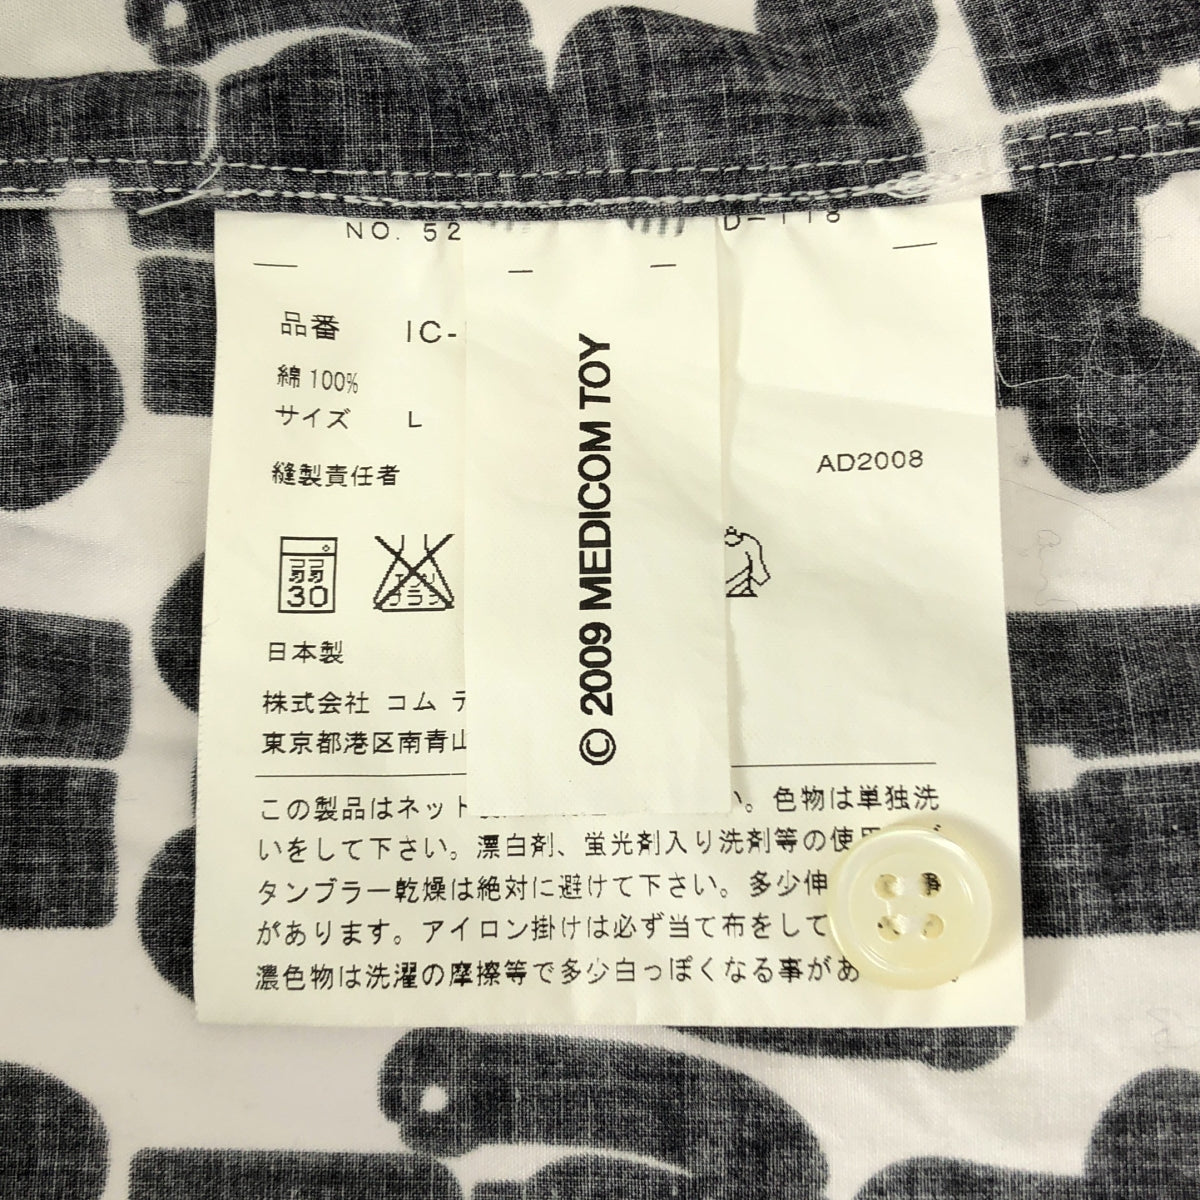 NO. 52
D-118
品番 IC-
綿 100%
サイズ L
縫製責任者
AD2008
弱
30
エンソ
日本製
株式会社 コム デ
東京都港区南青山
© 2009 MEDICOM TOY
この製品はネット い。色物は単独洗
いをして下さい。漂白剤、蛍光剤入り洗剤等の使用
タンブラー乾燥は絶対に避けて下さい。多少伸 事
があります。アイロン掛けは必ず当て布をして
濃色物は洗濯の摩擦等で多少白っぽくなる事があ